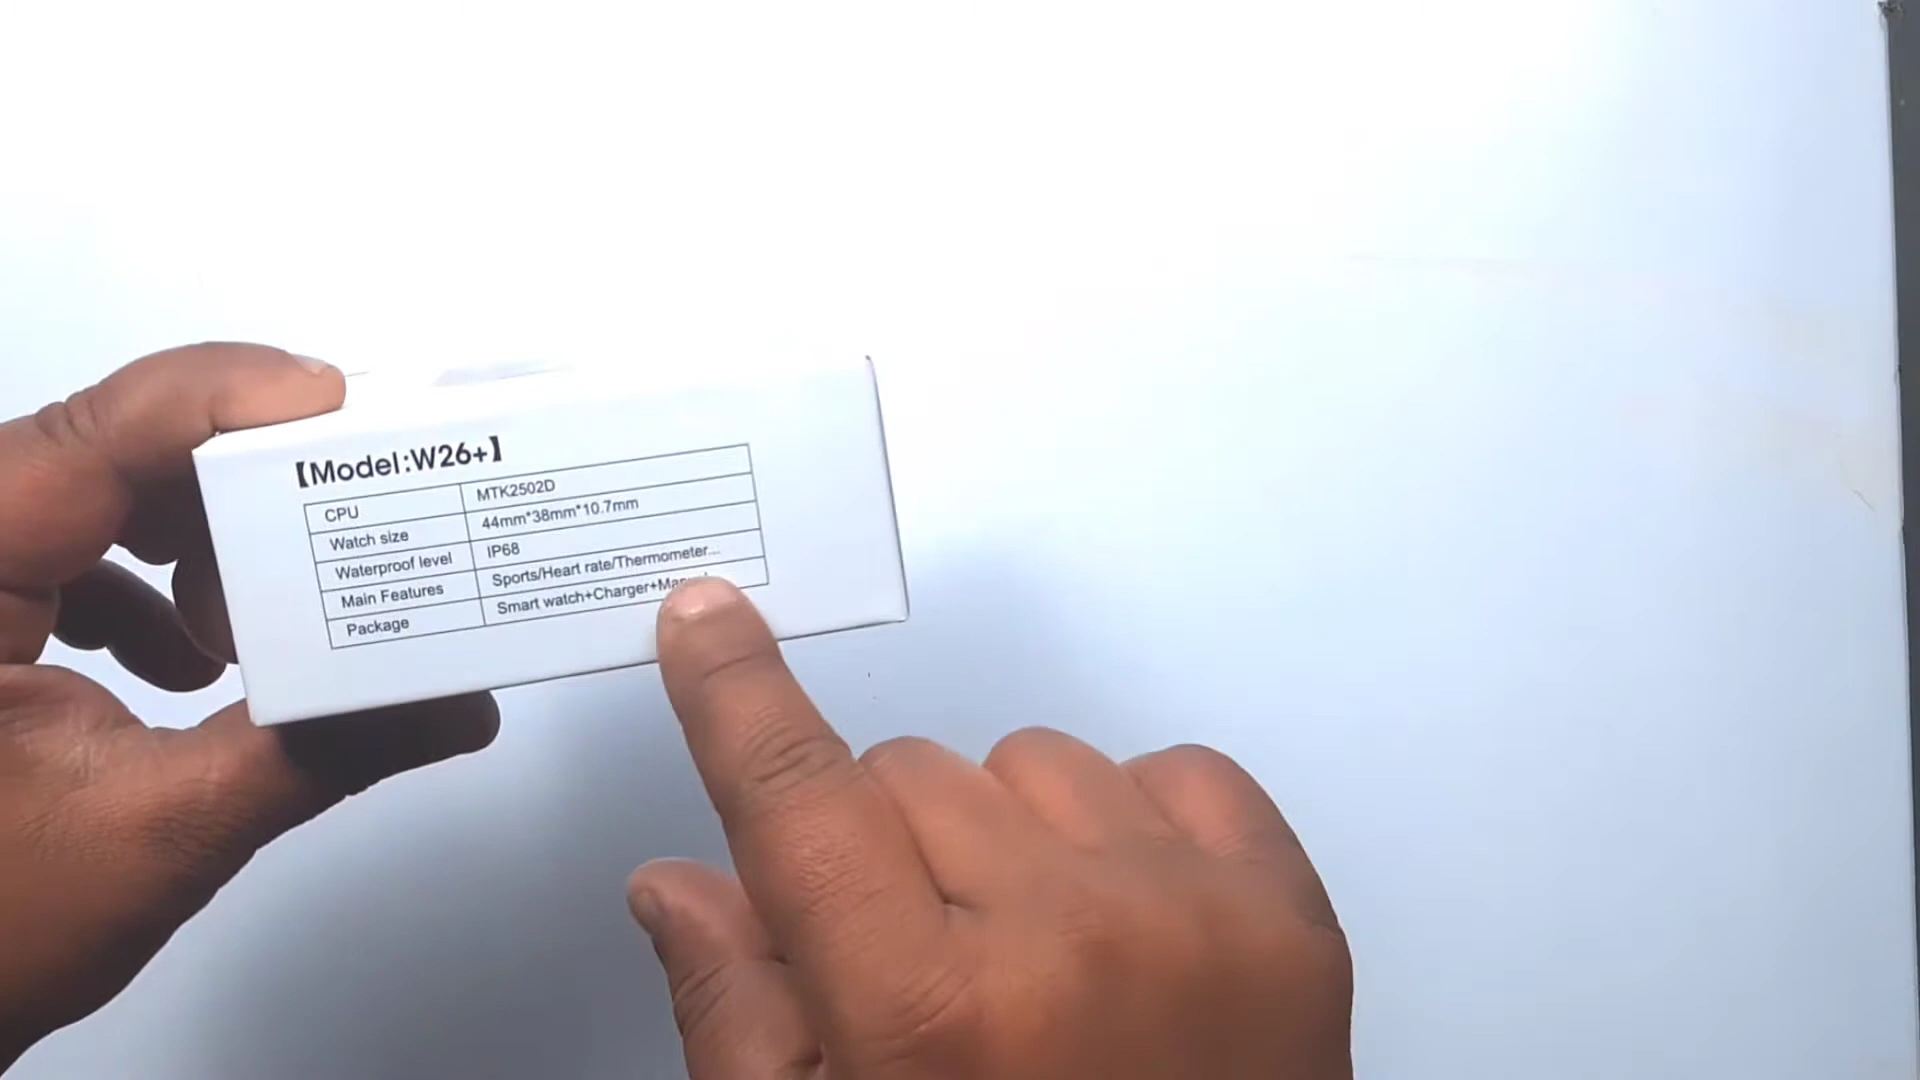 【Model:W26+】
CPU MTK2502D
Watch size 44mm*38mm*10.7mm
Waterproof level IP68
Main Features Sports/Heart rate/Thermometer...
Package Smart watch+Charger+